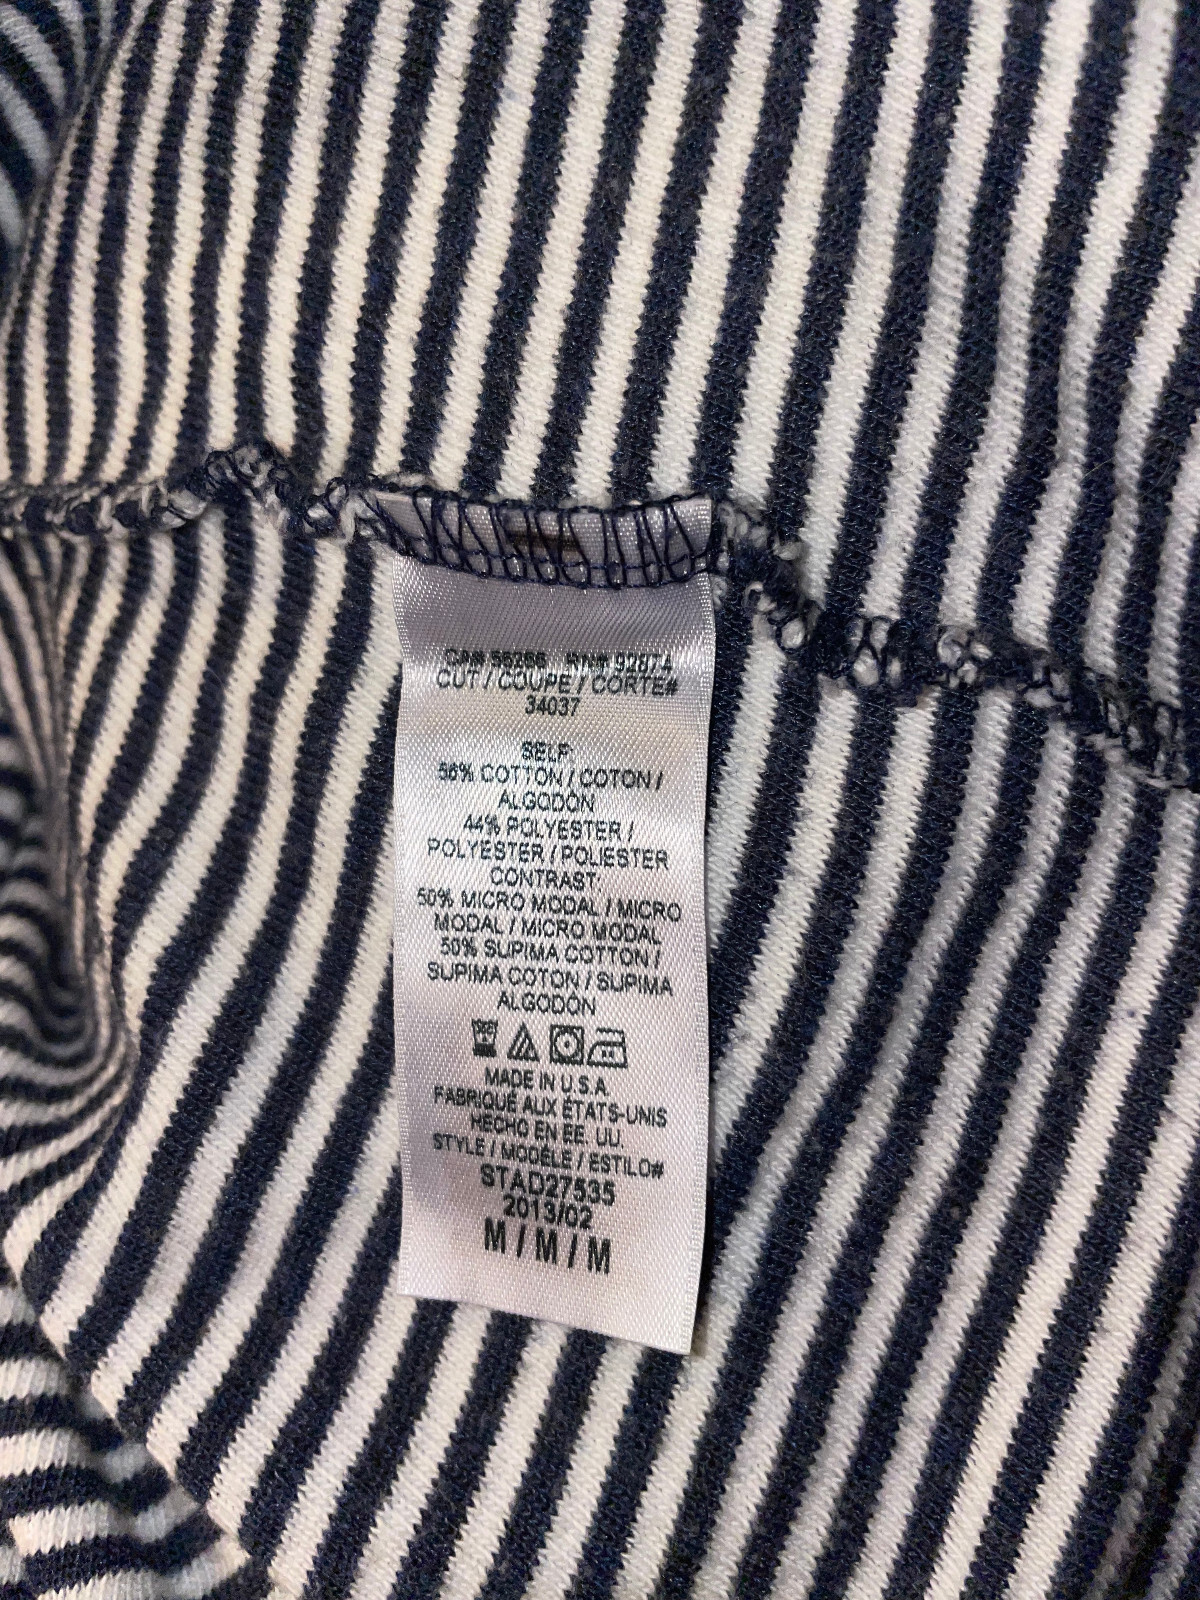 CA# 56266 RN# 92874
CUT / COUPE / CORTE#
34037
SELF:
56% COTTON / COTON /
ALGODÓN
44% POLYESTER /
POLYESTER / POLIESTER
CONTRAST:
50% MICRO MODAL / MICRO
MODAL / MICRO MODAL
50% SUPIMA COTTON /
SUPIMA COTON / SUPIMA
ALGODÓN
MADE IN U.S.A.
FABRIQUÉ AUX ÉTATS-UNIS
HECHO EN EE. UU.
STYLE / MODÈLE / ESTILO#
STAD27535
2013/02
M / M / M